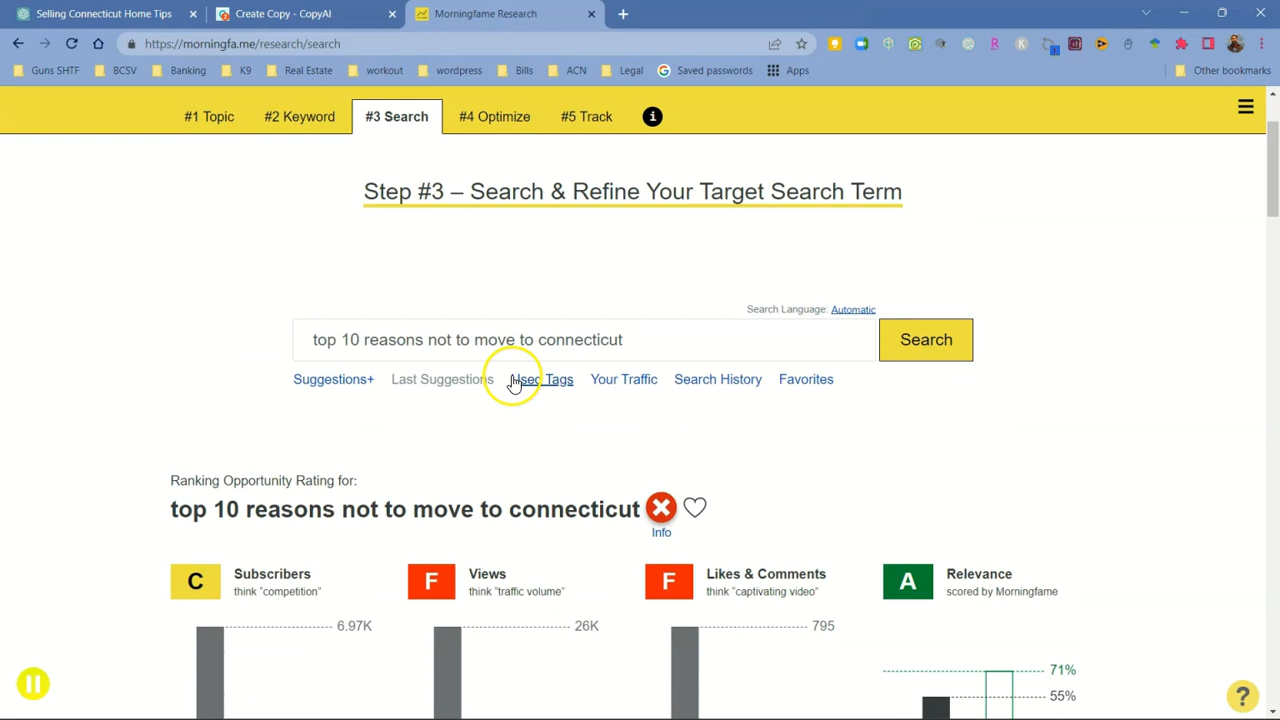 Selling Connecticut Home Tips
Create Copy - CopyAI
Morningfame Research
https://morningfa.me/research/search
Guns SHTF
BCSV
Banking
K9
Real Estate
workout
wordpress
Bills
ACN
Legal
Saved passwords
Apps
Other bookmarks
#1 Topic
#2 Keyword
#3 Search
#4 Optimize
#5 Track
i
Step #3 – Search & Refine Your Target Search Term
Search Language: Automatic
top 10 reasons not to move to connecticut
Search
Suggestions+
Last Suggestions
Used Tags
Your Traffic
Search History
Favorites
Ranking Opportunity Rating for:
top 10 reasons not to move to connecticut
Info
C
Subscribers
think "competition"
F
Views
think "traffic volume"
F
Likes & Comments
think "captivating video"
A
Relevance
scored by Morningfame
6.97K
26K
795
71%
55%
?